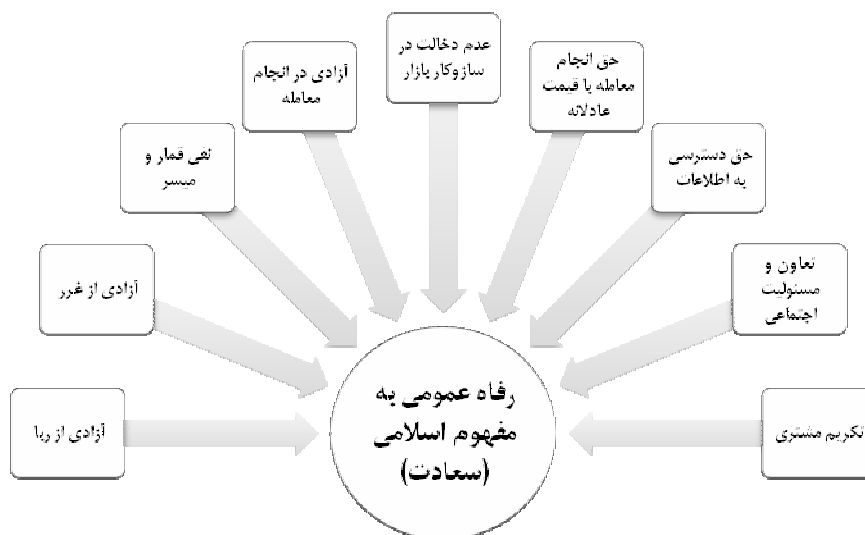 عدم دخالت در
سازوکار بازار
حق انجام
معامله با قیمت
عادلانه
آزادی در انجام
معامله
حق دسترسی
به اطلاعات
نفی قمار و
میسر
تعاون و
مسئولیت
اجتماعی
آزادی از غرر
تکریم مشتری
آزادی از ربا
رفاه عمومی به
مفهوم اسلامی
(سعادت)